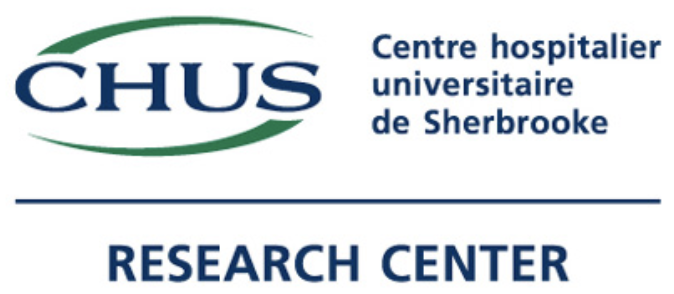 CHUS
Centre hospitalier
universitaire
de Sherbrooke
RESEARCH CENTER